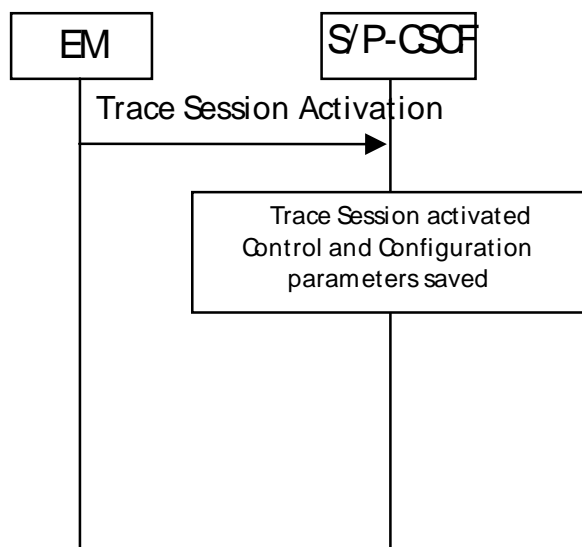 EM
S/P-CSCF
Trace Session Activation
Trace Session activated
Control and Configuration
parameters saved